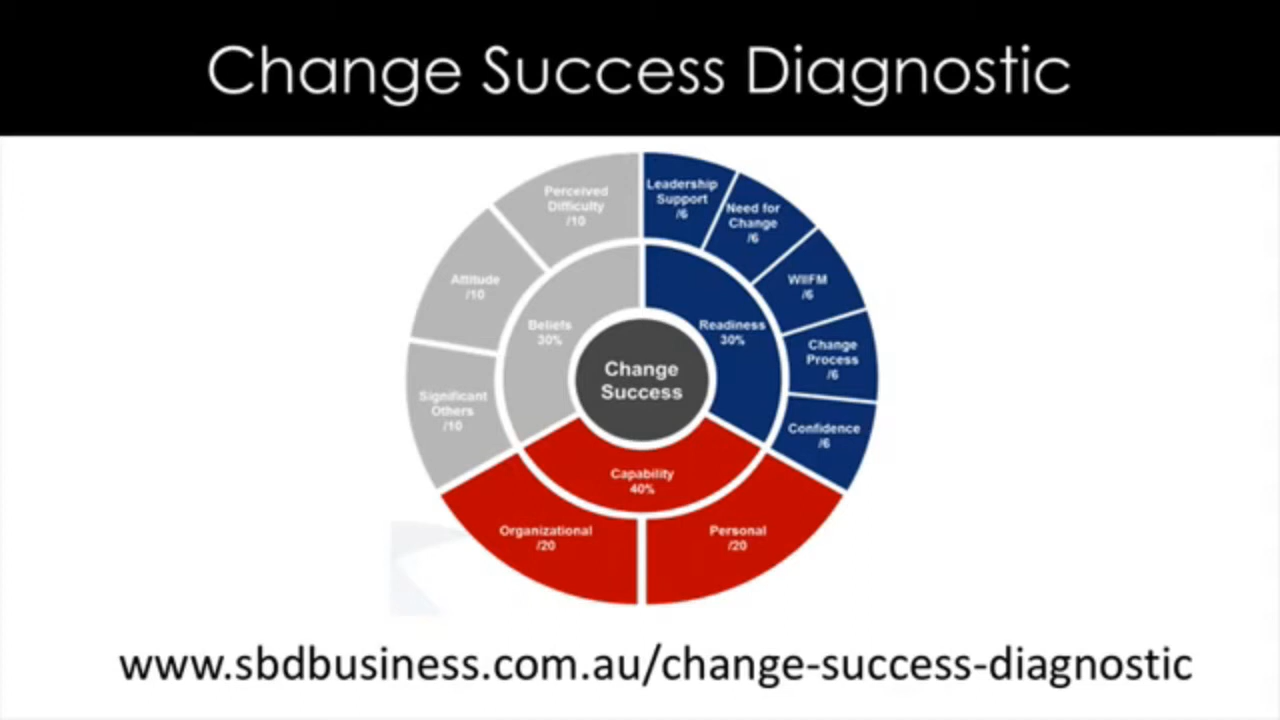 Change Success Diagnostic
Perceived
Difficulty
/10
Leadership
Support
/6
Need for
Change
/6
Attitude
/10
WIIFM
/6
Beliefs
30%
Readiness
30%
Change
Process
/6
Change
Success
Significant
Others
/10
Confidence
/6
Capability
40%
Organizational
/20
Personal
/20
www.sbdbusiness.com.au/change-success-diagnostic